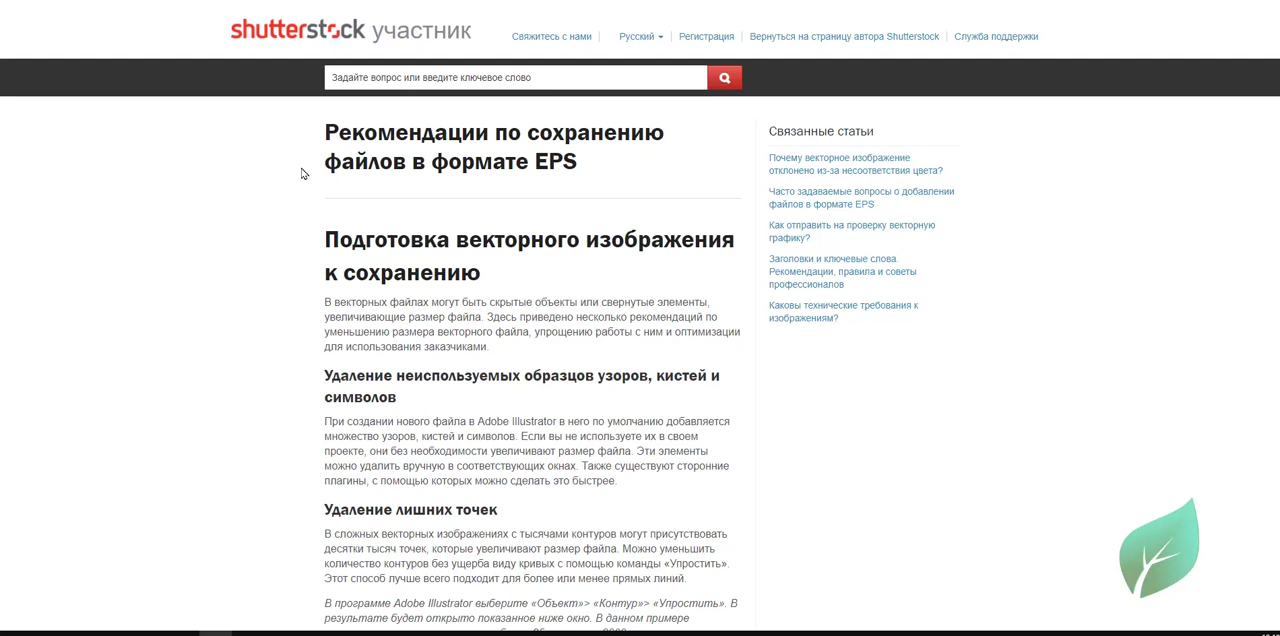 shutterstock участник
Свяжитесь с нами
Русский
Регистрация
Вернуться на страницу автора Shutterstock
Служба поддержки
Задайте вопрос или введите ключевое слово
Рекомендации по сохранению
файлов в формате EPS
Подготовка векторного изображения
к сохранению
В векторных файлах могут быть скрытые объекты или свернутые элементы,
увеличивающие размер файла. Здесь приведено несколько рекомендаций по
уменьшению размера векторного файла, упрощению работы с ним и оптимизации
для использования заказчиками.
Удаление неиспользуемых образцов узоров, кистей и
символов
При создании нового файла в Adobe Illustrator в него по умолчанию добавляется
множество узоров, кистей и символов. Если вы не используете их в своем
проекте, они без необходимости увеличивают размер файла. Эти элементы
можно удалить вручную в соответствующих окнах. Также существуют сторонние
плагины, с помощью которых можно сделать это быстрее.
Удаление лишних точек
В сложных векторных изображениях с тысячами контуров могут присутствовать
десятки тысяч точек, которые увеличивают размер файла. Можно уменьшить
количество контуров без ущерба виду кривых с помощью команды «Упростить».
Этот способ лучше всего подходит для более или менее прямых линий.
В программе Adobe Illustrator выберите «Объект»> «Контур»> «Упростить». В
результате будет открыто показанное ниже окно. В данном примере
Связанные статьи
Почему векторное изображение
отклонено из-за несоответствия цвета?
Часто задаваемые вопросы о добавлении
файлов в формате EPS
Как отправить на проверку векторную
графику?
Заголовки и ключевые слова.
Рекомендации, правила и советы
профессионалов
Каковы технические требования к
изображениям?